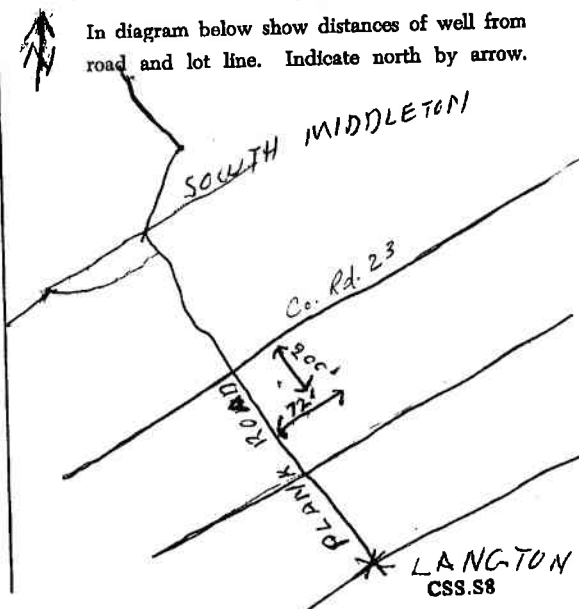 In diagram below show distances of well from
road and lot line. Indicate north by arrow.
N
SOUTH MIDDLETON
Co. Rd. 23
200'
72'
PLANK ROAD
LANGTON
CSS.S8